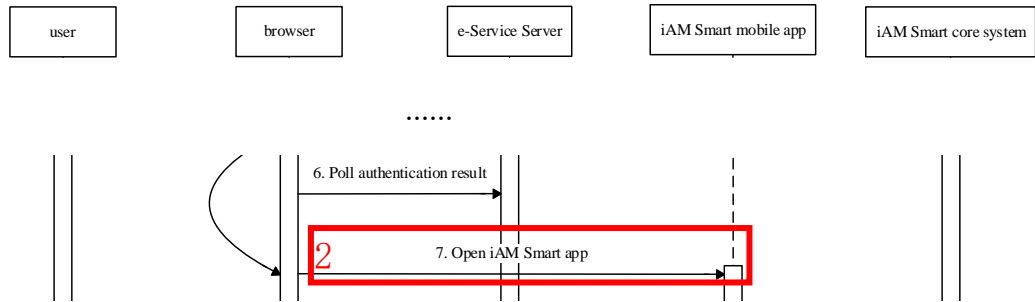 user
browser
e-Service Server
iAM Smart mobile app
iAM Smart core system
......
6. Poll authentication result
2
7. Open iAM Smart app